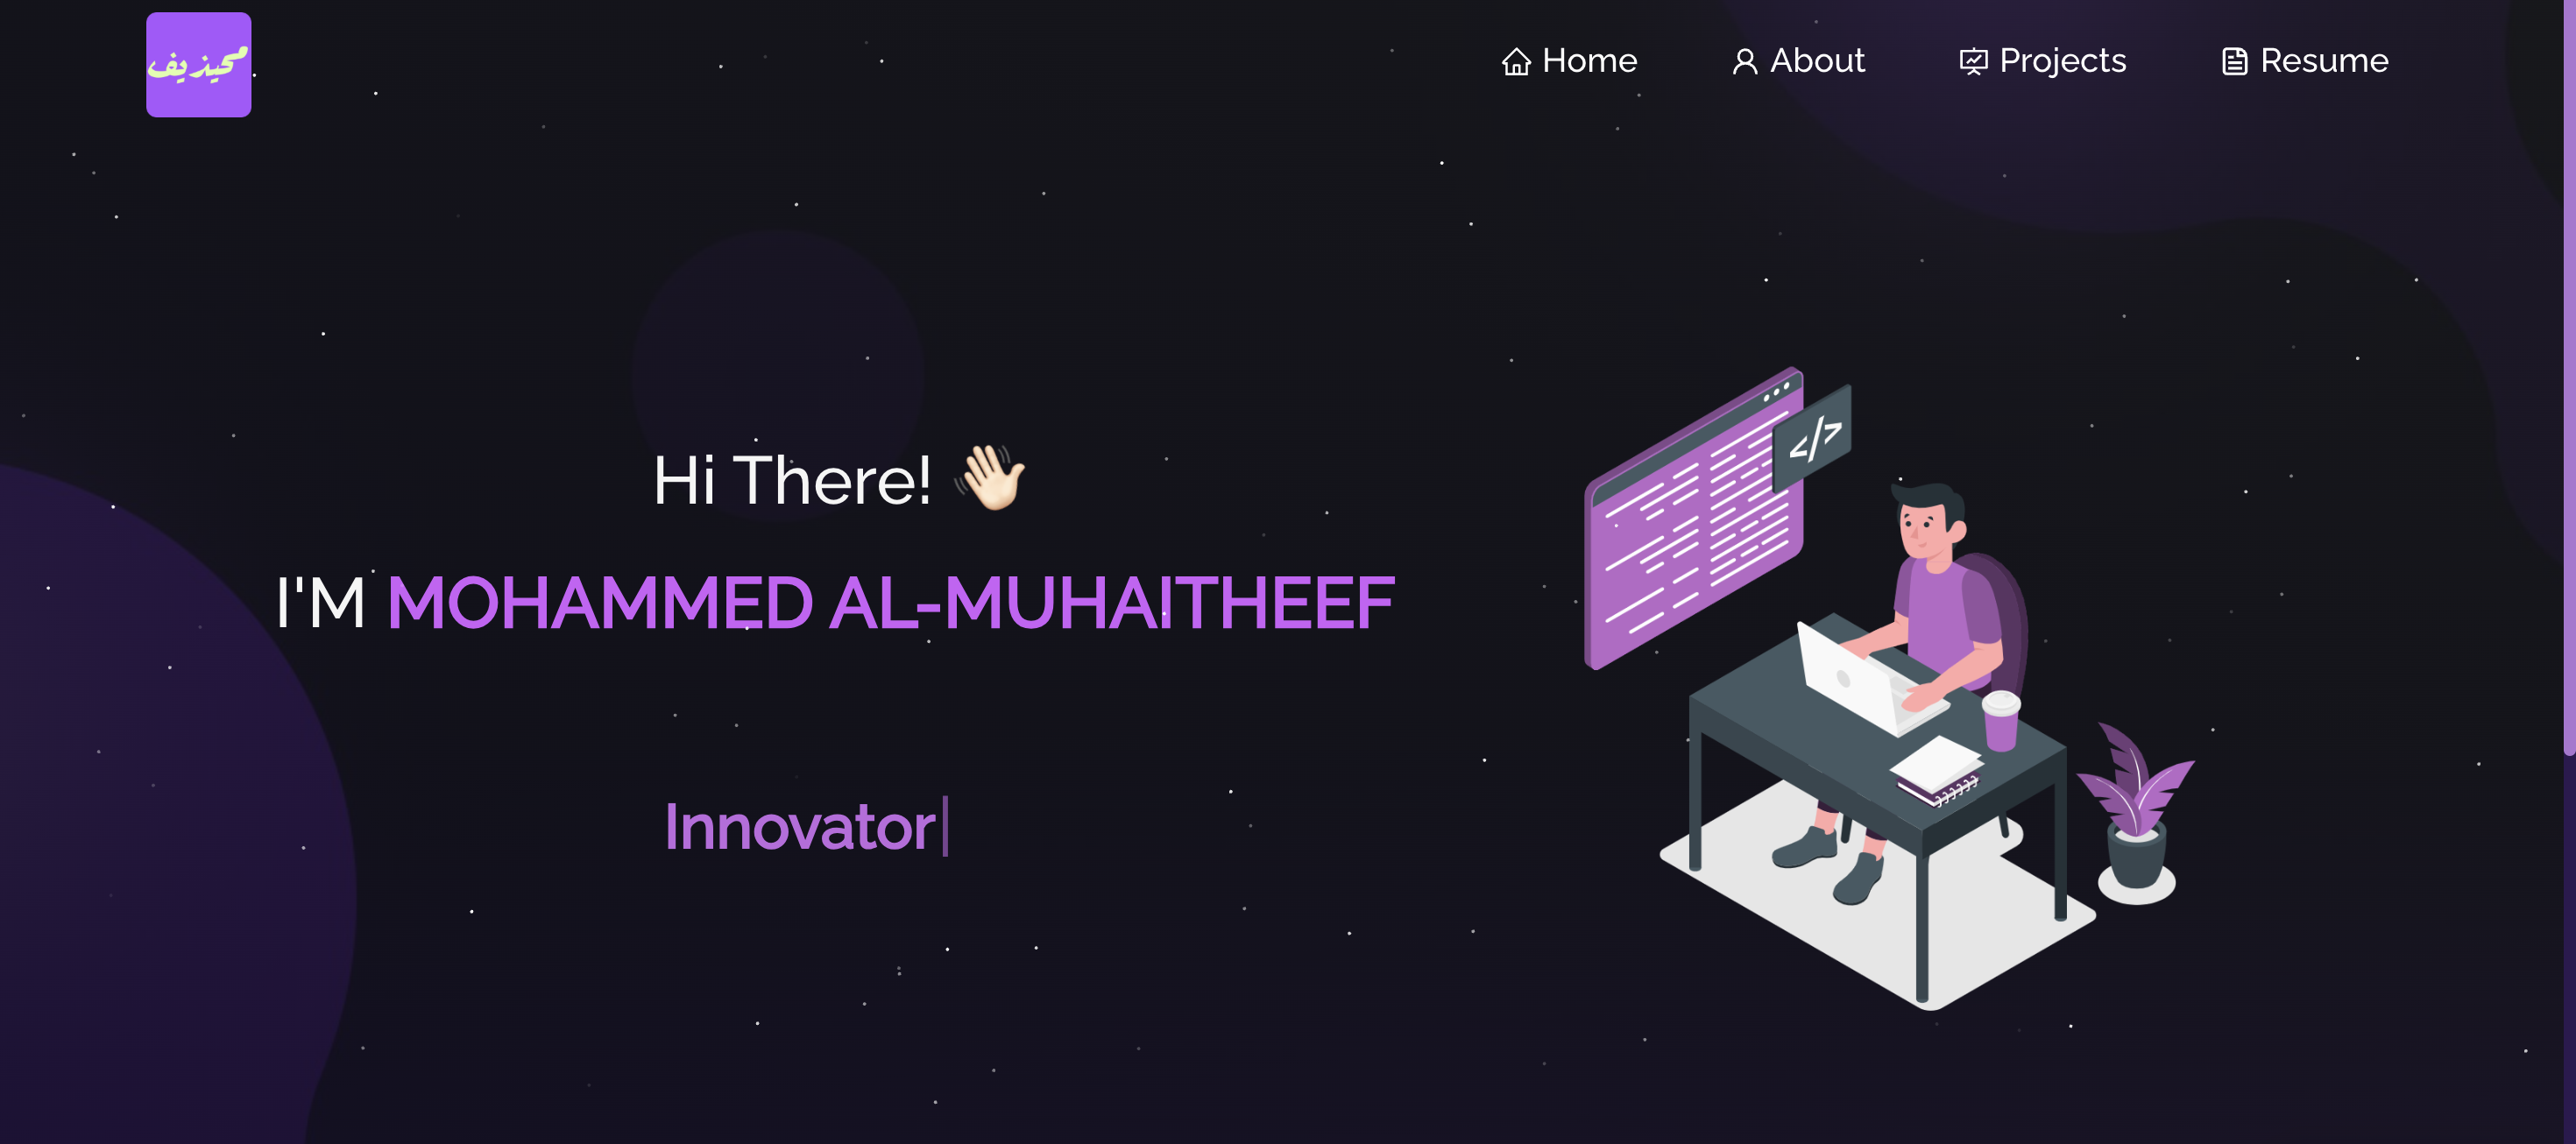 محيذيف
Home
About
Projects
Resume
Hi There! 👋🏻
I'M MOHAMMED AL-MUHAITHEEF
Innovator
</>